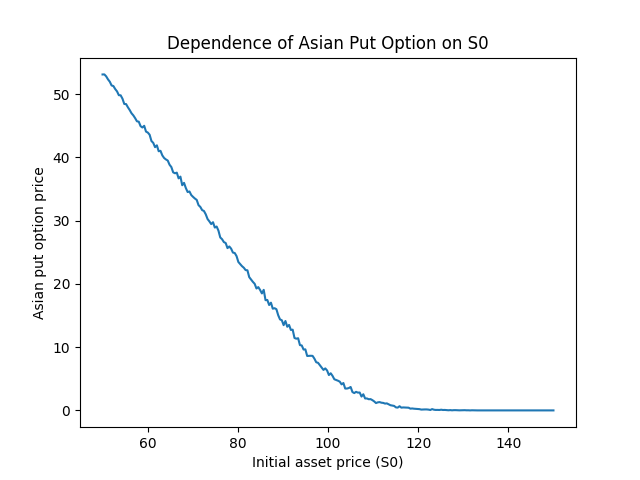 Dependence of Asian Put Option on S0
Asian put option price
50
40
30
20
10
0
60 80 100 120 140
Initial asset price (S0)